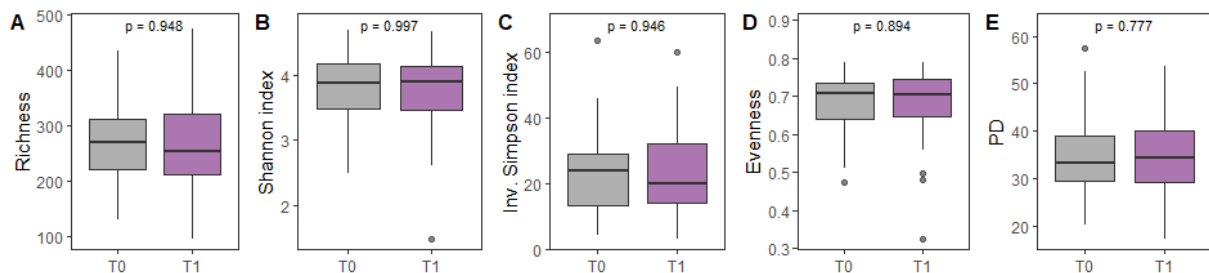 A
p = 0.948
Richness
500
400
300
200
100
T0 T1
B
p = 0.997
Shannon index
4
3
2
T0 T1
C
p = 0.946
Inv. Simpson index
60
40
20
0
T0 T1
D
p = 0.894
Evenness
0.9
0.8
0.7
0.6
0.5
0.4
0.3
T0 T1
E
p = 0.777
PD
60
50
40
30
20
T0 T1